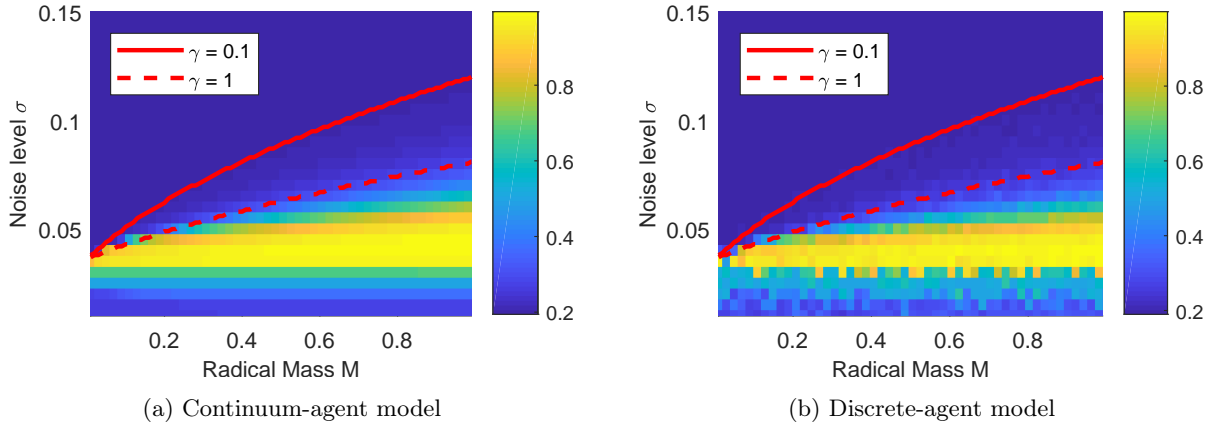 0.15
0.1
0.05
Noise level σ
γ = 0.1
γ = 1
0.2
0.4
0.6
0.8
Radical Mass M
0.8
0.6
0.4
0.2
(a) Continuum-agent model
0.15
0.1
0.05
Noise level σ
γ = 0.1
γ = 1
0.2
0.4
0.6
0.8
Radical Mass M
0.8
0.6
0.4
0.2
(b) Discrete-agent model